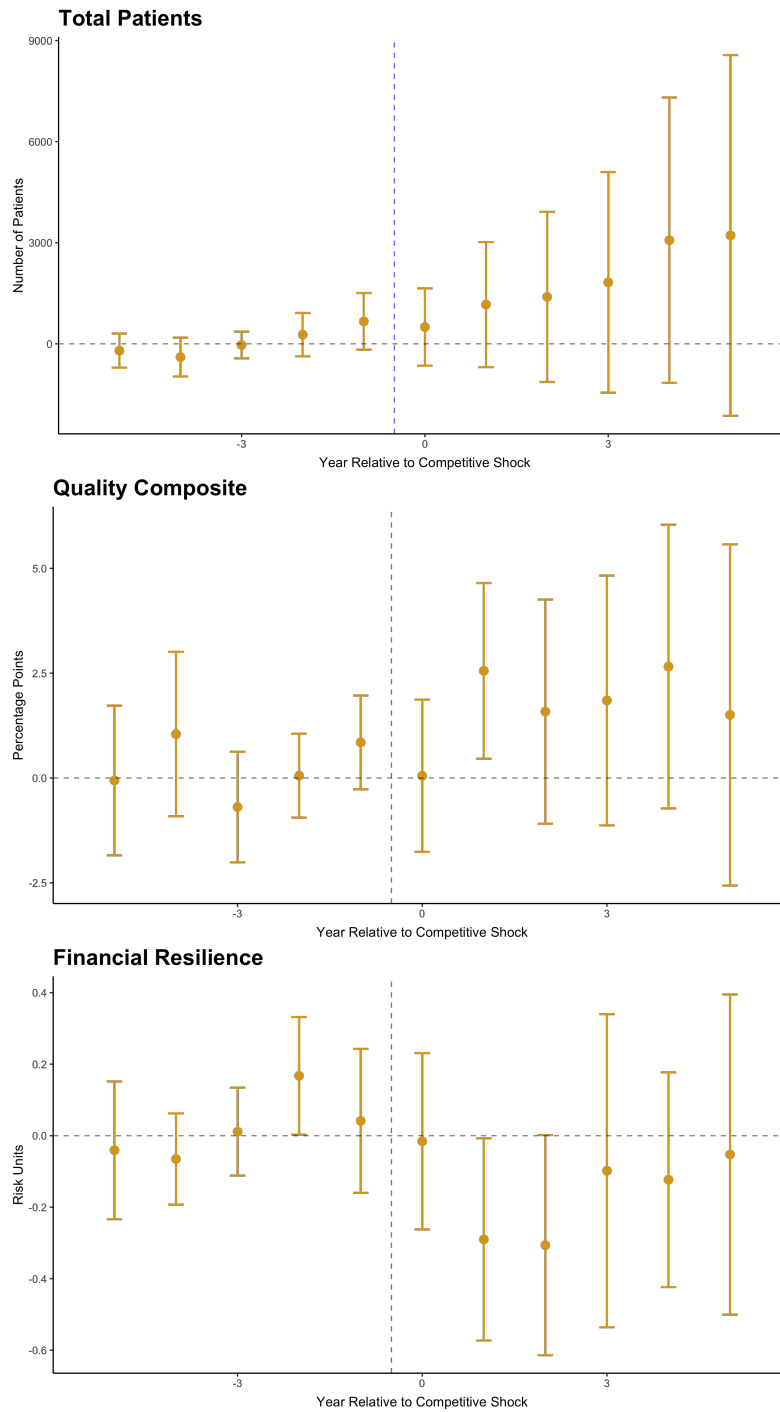 Total Patients
9000
6000
3000
0
Number of Patients
-3 0 3
Year Relative to Competitive Shock
Quality Composite
5.0
2.5
0.0
-2.5
Percentage Points
-3 0 3
Year Relative to Competitive Shock
Financial Resilience
0.4
0.2
0.0
-0.2
-0.4
-0.6
Risk Units
-3 0 3
Year Relative to Competitive Shock